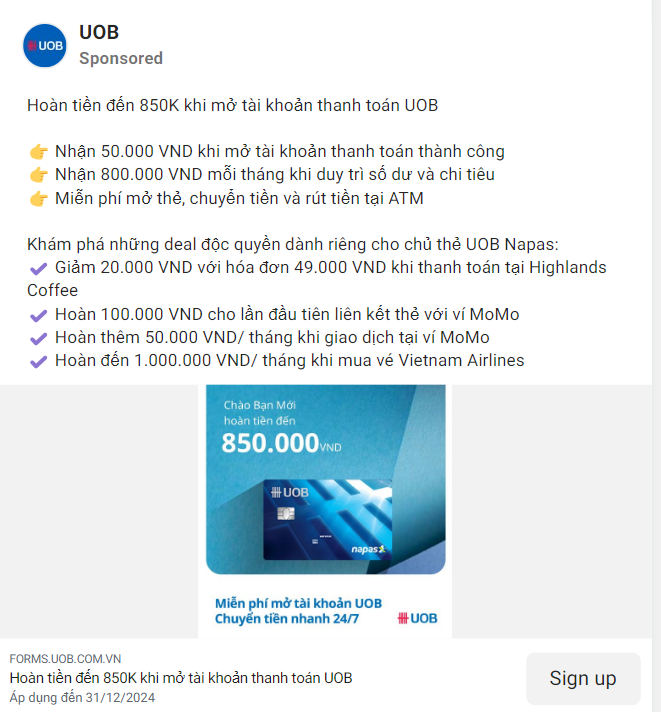 UOB
UOB
Sponsored
Hoàn tiền đến 850K khi mở tài khoản thanh toán UOB
👉 Nhận 50.000 VND khi mở tài khoản thanh toán thành công
👉 Nhận 800.000 VND mỗi tháng khi duy trì số dư và chi tiêu
👉 Miễn phí mở thẻ, chuyển tiền và rút tiền tại ATM
Khám phá những deal độc quyền dành riêng cho chủ thẻ UOB Napas:
✔ Giảm 20.000 VND với hóa đơn 49.000 VND khi thanh toán tại Highlands
Coffee
✔ Hoàn 100.000 VND cho lần đầu tiên liên kết thẻ với ví MoMo
✔ Hoàn thêm 50.000 VND/ tháng khi giao dịch tại ví MoMo
✔ Hoàn đến 1.000.000 VND/ tháng khi mua vé Vietnam Airlines
Chào Bạn Mới
hoàn tiền đến
850.000VND
UOB
napas
Miễn phí mở tài khoản UOB
Chuyển tiền nhanh 24/7
UOB
FORMS.UOB.COM.VN
Hoàn tiền đến 850K khi mở tài khoản thanh toán UOB
Áp dụng đến 31/12/2024
Sign up